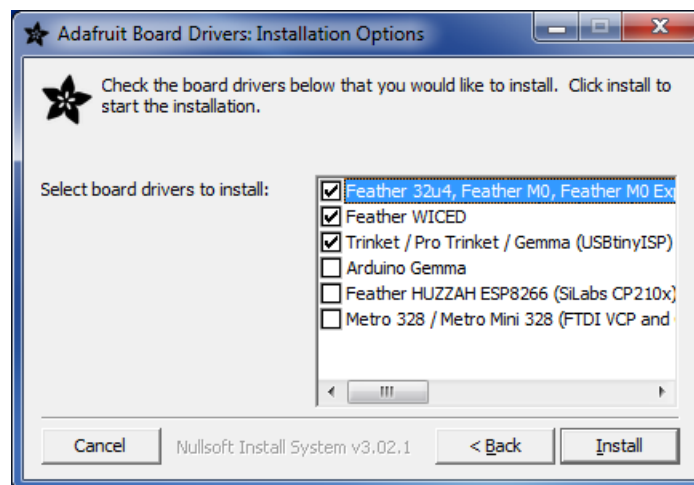 Adafruit Board Drivers: Installation Options
Check the board drivers below that you would like to install. Click install to
start the installation.
Select board drivers to install:
Feather 32u4, Feather M0, Feather M0 Exp
Feather WICED
Trinket / Pro Trinket / Gemma (USBtinyISP)
Arduino Gemma
Feather HUZZAH ESP8266 (SiLabs CP210x)
Metro 328 / Metro Mini 328 (FTDI VCP and
Cancel
Nullsoft Install System v3.02.1
< Back
Install